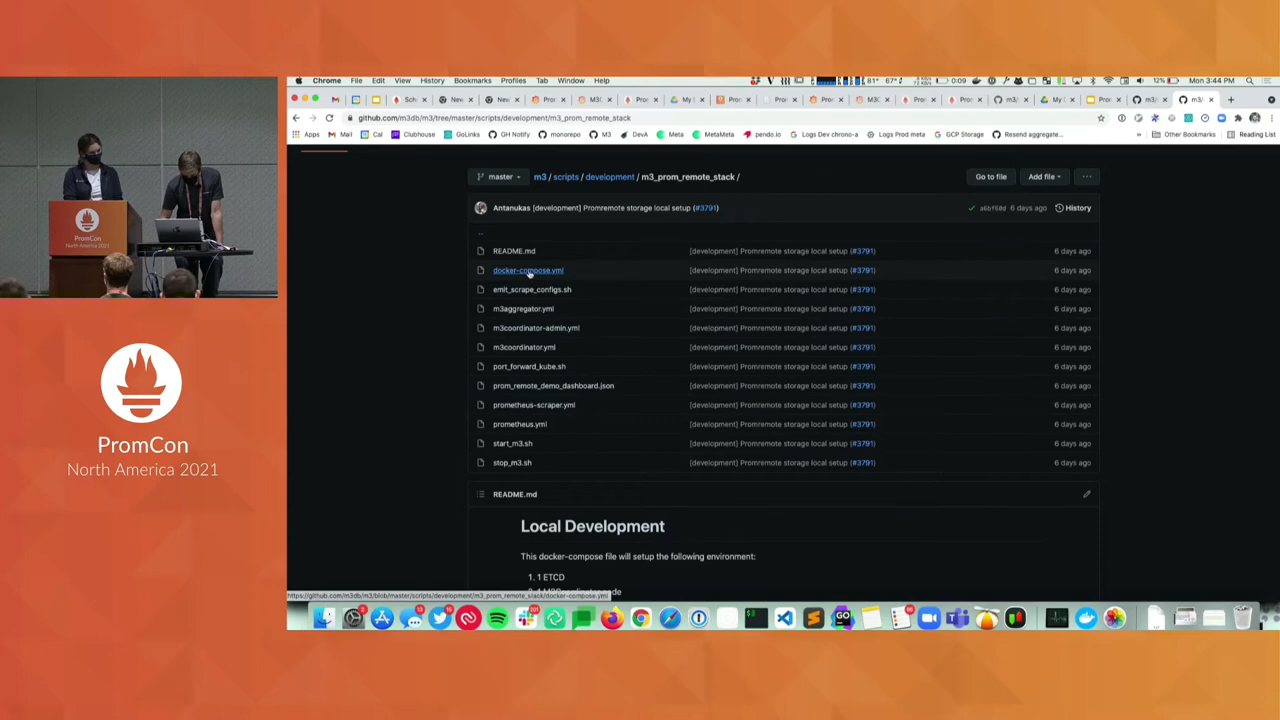 Chrome File Edit View History Bookmarks Profiles Tab Window Help
81° 67° 0:09 12% Mon 3:44 PM
github.com/m3db/m3/tree/master/scripts/development/m3_prom_remote_stack
Apps Mail Cal Clubhouse GoLinks GH Notify monorepo M3 DevA Meta MetaMeta pendo.io Logs Dev chrono-a Logs Prod meta GCP Storage Resend aggregate... » Other Bookmarks Reading List
master m3 / scripts / development / m3_prom_remote_stack / Go to file Add file ...
Antanukas [development] Promremote storage local setup (#3791) a6bf68d 6 days ago History
..
README.md [development] Promremote storage local setup (#3791) 6 days ago
docker-compose.yml [development] Promremote storage local setup (#3791) 6 days ago
emit_scrape_configs.sh [development] Promremote storage local setup (#3791) 6 days ago
m3aggregator.yml [development] Promremote storage local setup (#3791) 6 days ago
m3coordinator-admin.yml [development] Promremote storage local setup (#3791) 6 days ago
m3coordinator.yml [development] Promremote storage local setup (#3791) 6 days ago
port_forward_kube.sh [development] Promremote storage local setup (#3791) 6 days ago
prom_remote_demo_dashboard.json [development] Promremote storage local setup (#3791) 6 days ago
prometheus-scraper.yml [development] Promremote storage local setup (#3791) 6 days ago
prometheus.yml [development] Promremote storage local setup (#3791) 6 days ago
start_m3.sh [development] Promremote storage local setup (#3791) 6 days ago
stop_m3.sh [development] Promremote storage local setup (#3791) 6 days ago
README.md
Local Development
This docker-compose file will setup the following environment:
1. 1 ETCD
https://github.com/m3db/m3/blob/master/scripts/development/m3_prom_remote_stack/docker-compose.yml
PromCon
North America 2021
PromCon
North America 2021